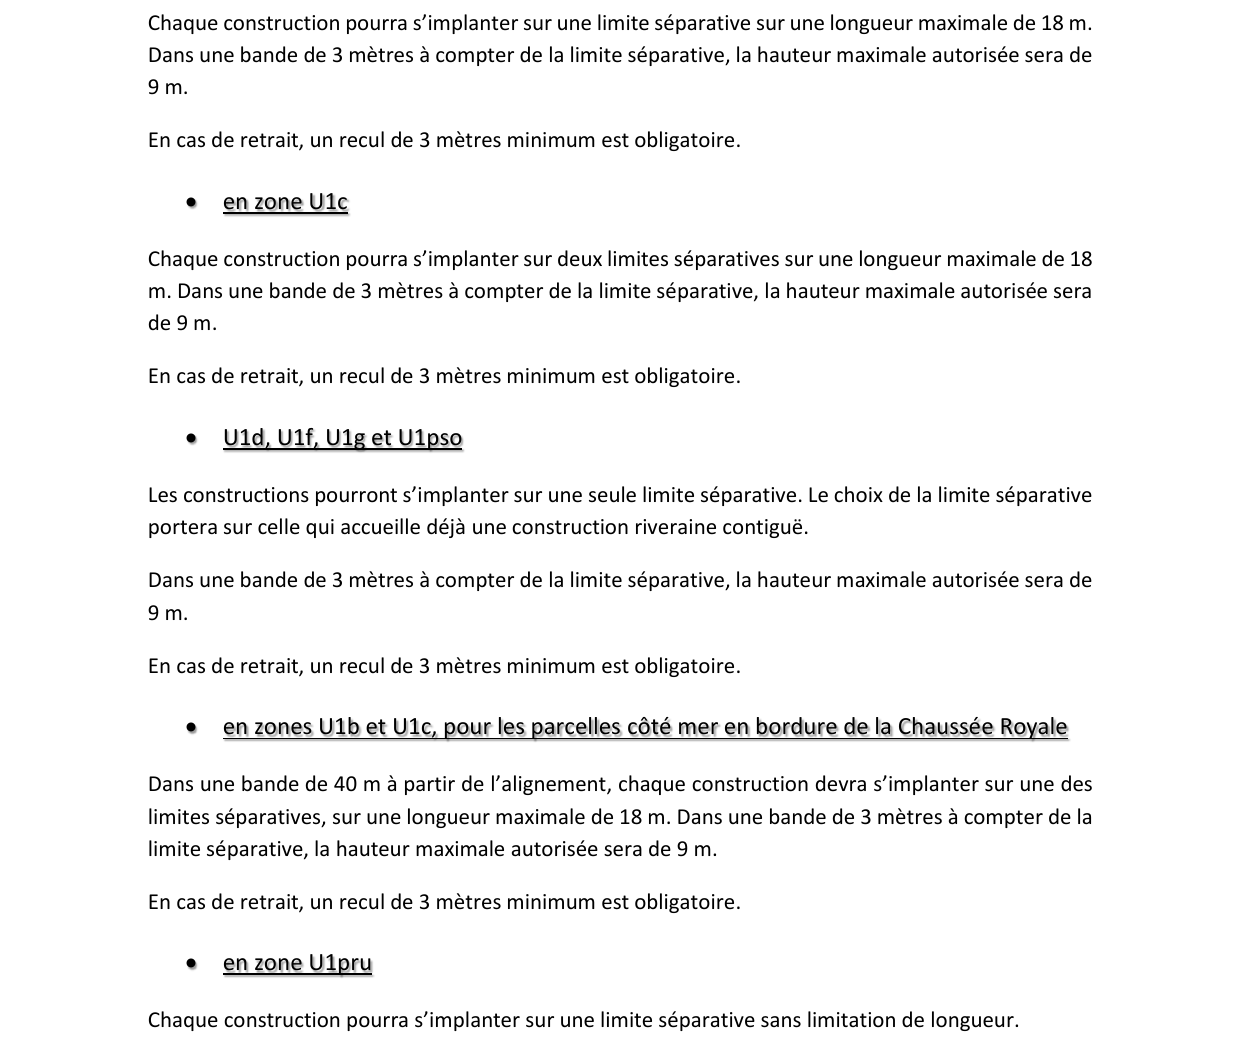 Chaque construction pourra s’implanter sur une limite séparative sur une longueur maximale de 18 m.
Dans une bande de 3 mètres à compter de la limite séparative, la hauteur maximale autorisée sera de
9 m.
En cas de retrait, un recul de 3 mètres minimum est obligatoire.
• en zone U1c
Chaque construction pourra s’implanter sur deux limites séparatives sur une longueur maximale de 18
m. Dans une bande de 3 mètres à compter de la limite séparative, la hauteur maximale autorisée sera
de 9 m.
En cas de retrait, un recul de 3 mètres minimum est obligatoire.
• U1d, U1f, U1g et U1pso
Les constructions pourront s’implanter sur une seule limite séparative. Le choix de la limite séparative
portera sur celle qui accueille déjà une construction riveraine contiguë.
Dans une bande de 3 mètres à compter de la limite séparative, la hauteur maximale autorisée sera de
9 m.
En cas de retrait, un recul de 3 mètres minimum est obligatoire.
• en zones U1b et U1c, pour les parcelles côté mer en bordure de la Chaussée Royale
Dans une bande de 40 m à partir de l’alignement, chaque construction devra s’implanter sur une des
limites séparatives, sur une longueur maximale de 18 m. Dans une bande de 3 mètres à compter de la
limite séparative, la hauteur maximale autorisée sera de 9 m.
En cas de retrait, un recul de 3 mètres minimum est obligatoire.
• en zone U1pru
Chaque construction pourra s’implanter sur une limite séparative sans limitation de longueur.